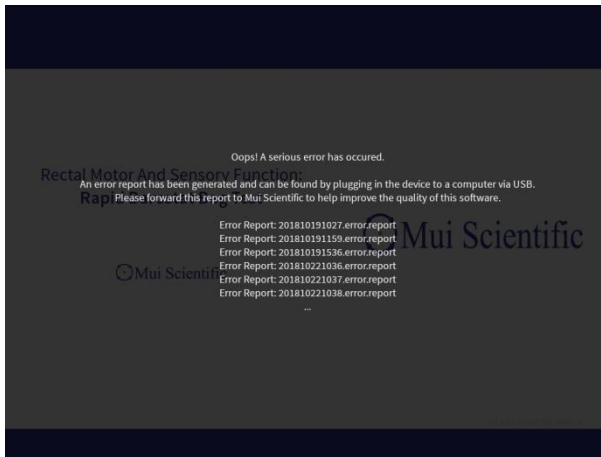 Oops! A serious error has occured.
Rectal Motor And Sensory Function:
An error report has been generated and can be found by plugging in the device to a computer via USB.
Rapid Barostat Bag Test
Please forward this report to Mui Scientific to help improve the quality of this software.
Error Report: 201810191027.error.report
Mui Scientific
Error Report: 201810191159.error.report
Error Report: 201810191536.error.report
Error Report: 201810221036.error.report
Mui Scientific
Error Report: 201810221037.error.report
Error Report: 201810221038.error.report
...